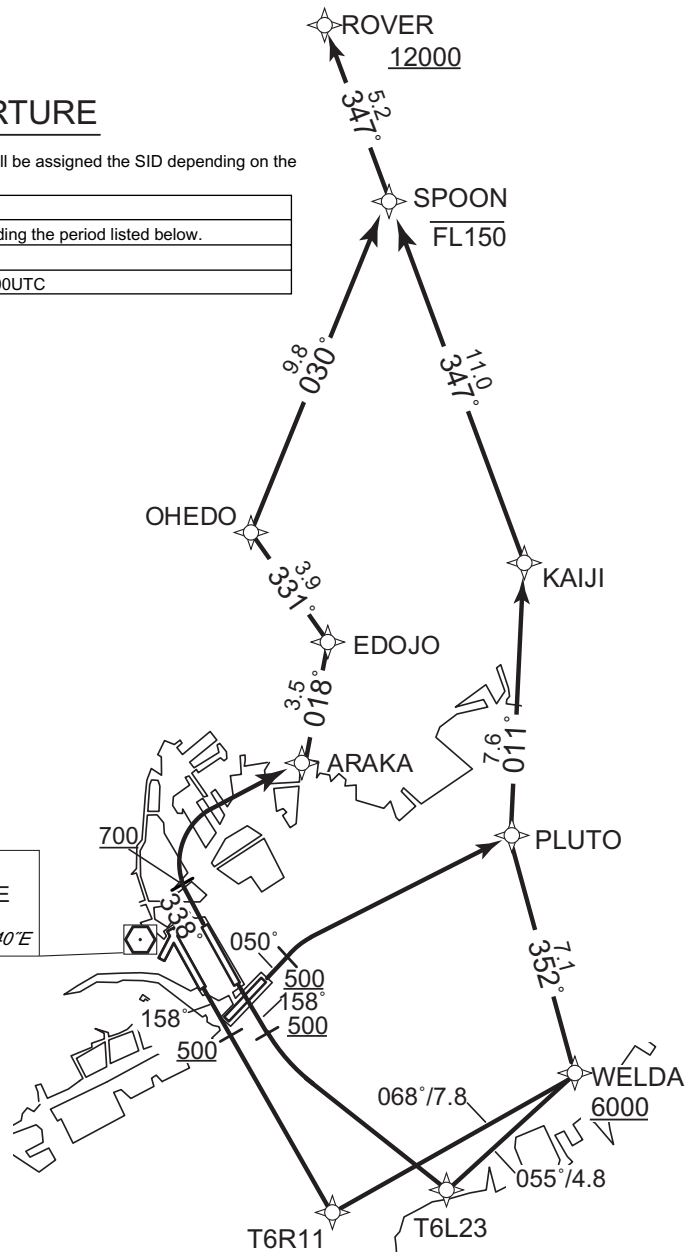 ROVER
12000
5.2
347°
RTURE
ll be assigned the SID depending on the
SPOON
FL150
ding the period listed below.
00UTC
9.8
030°
11.0
347°
OHEDO
3.9
331°
KAIJI
EDOJO
3.5
018°
7.6
011°
ARAKA
700
PLUTO
E
338°
40"E
050°
7.1
352°
500
158°
158°
500
500
WELDA
6000
068°/7.8
055°/4.8
T6R11
T6L23